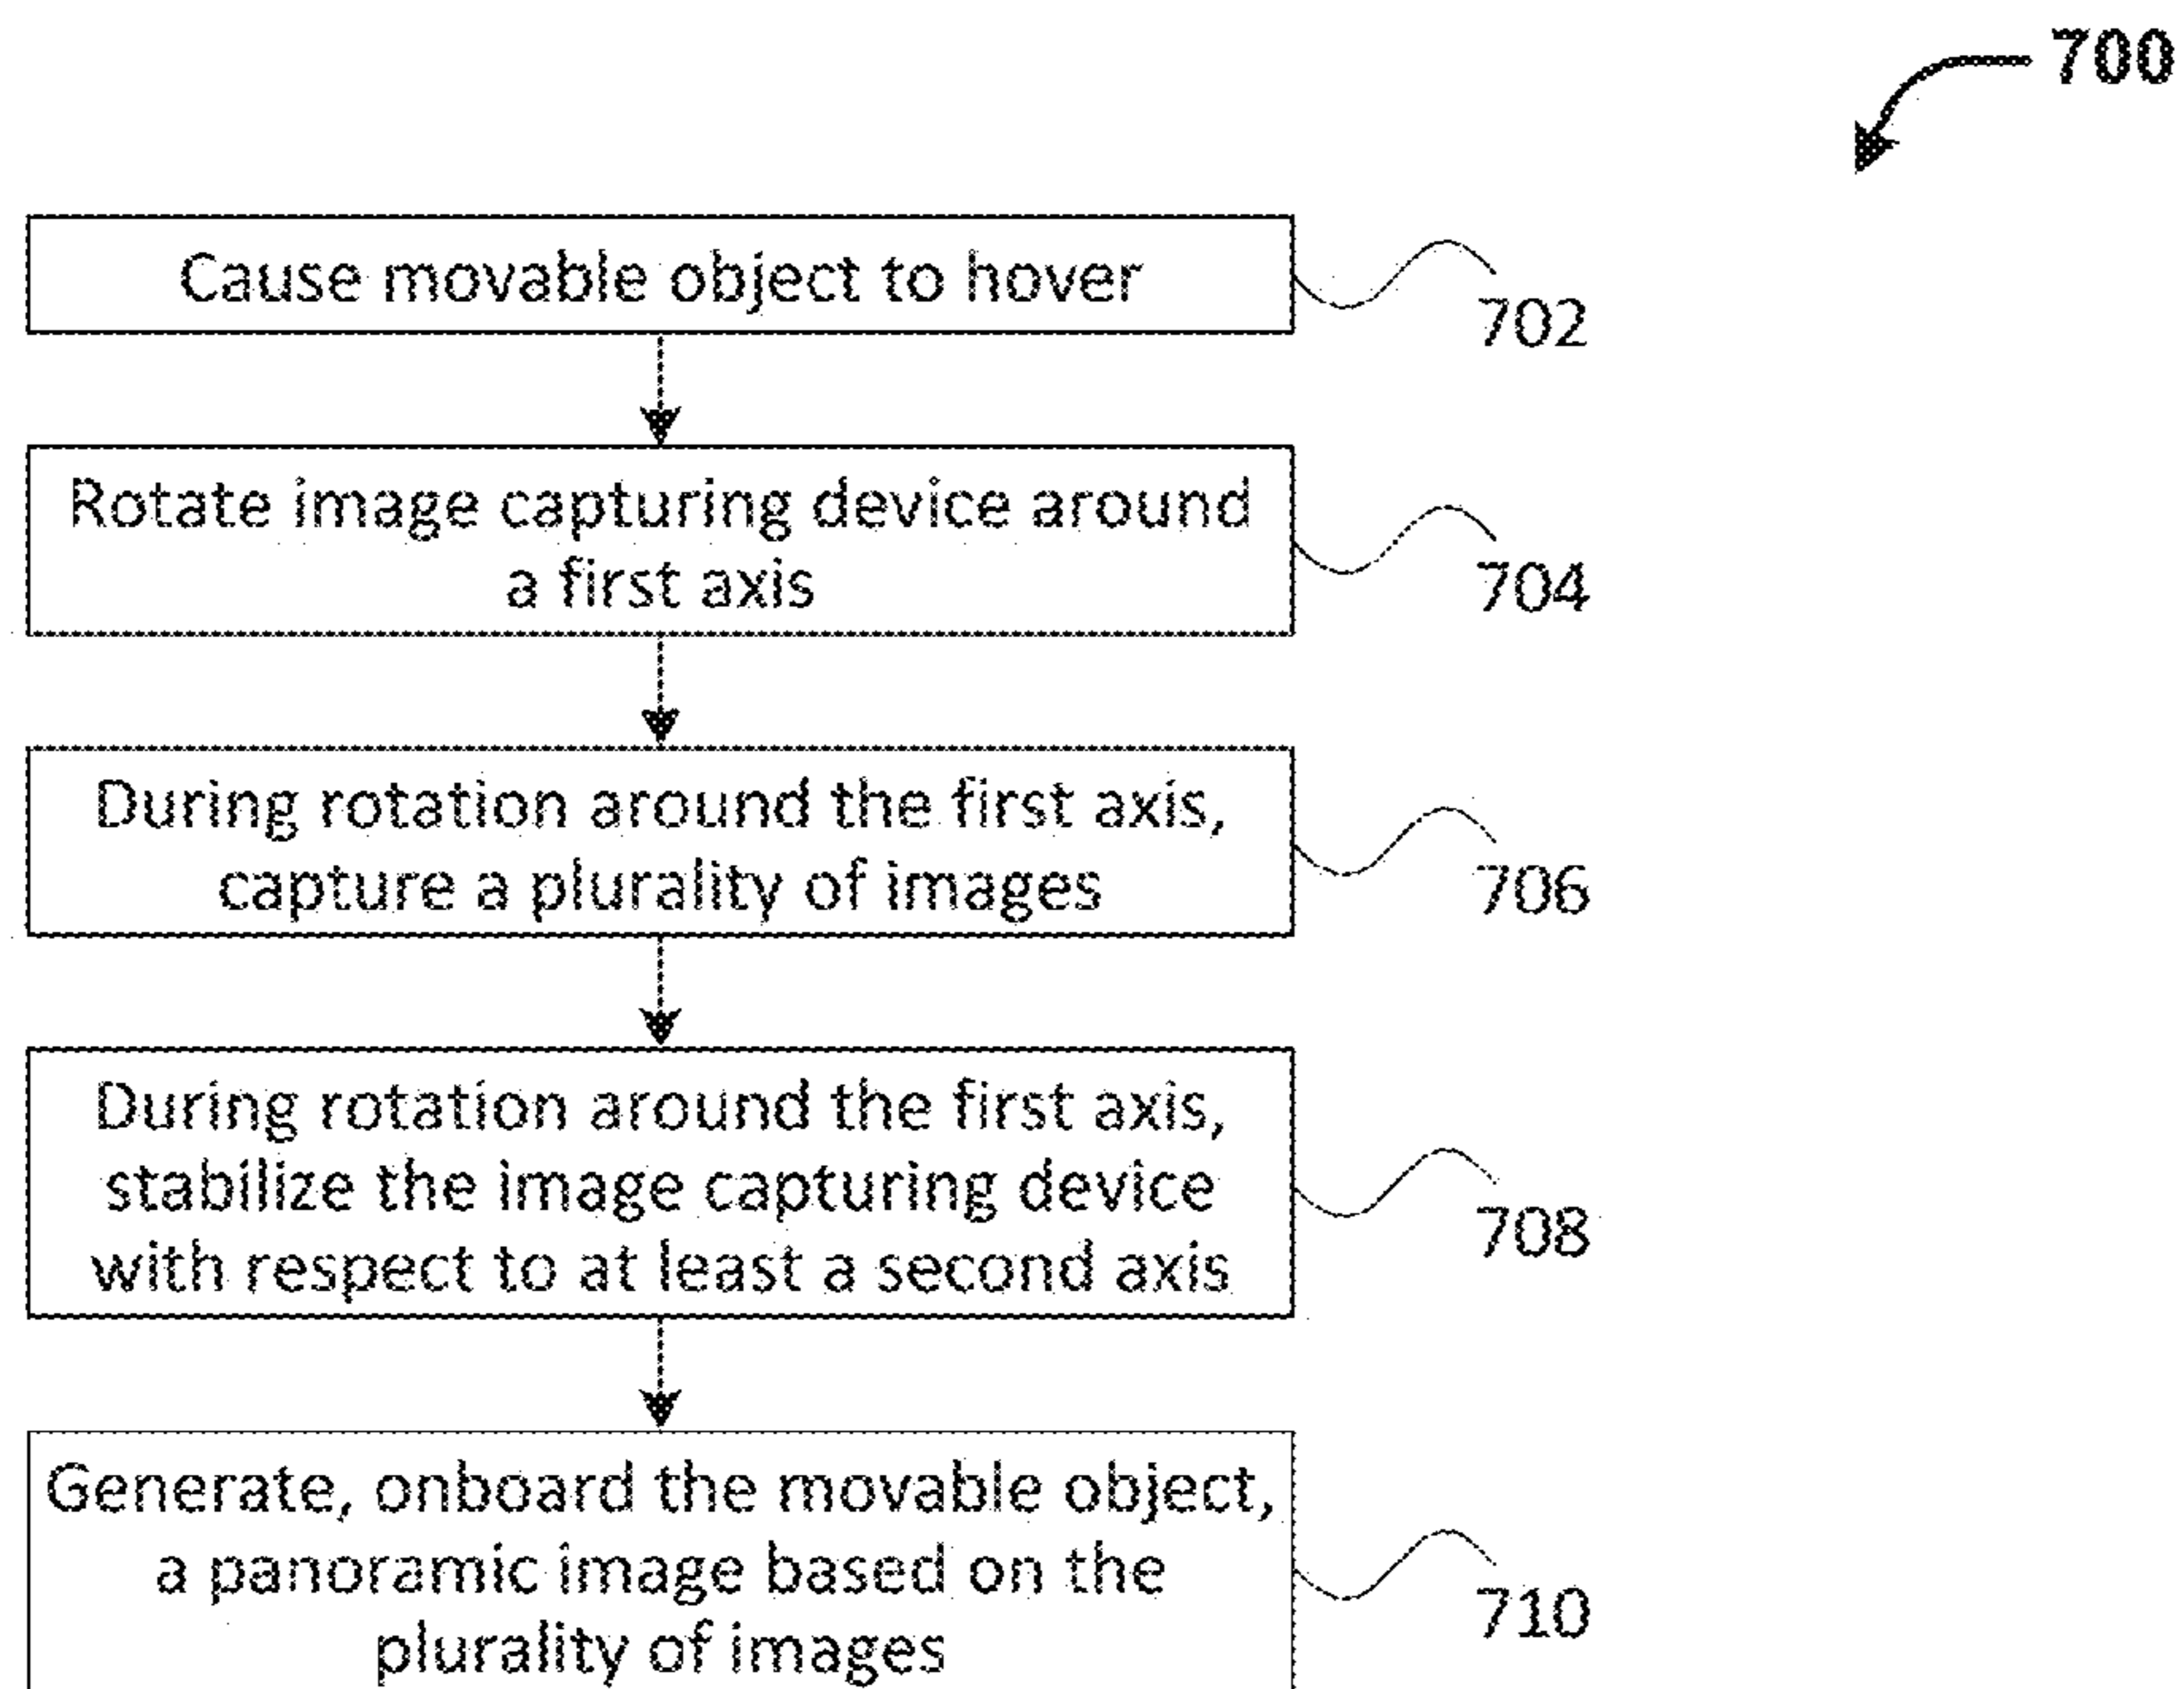 700
Cause movable object to hover
702
Rotate image capturing device around
a first axis
704
During rotation around the first axis,
capture a plurality of images
706
During rotation around the first axis,
stabilize the image capturing device
with respect to at least a second axis
708
Generate, onboard the movable object,
a panoramic image based on the
plurality of images
710